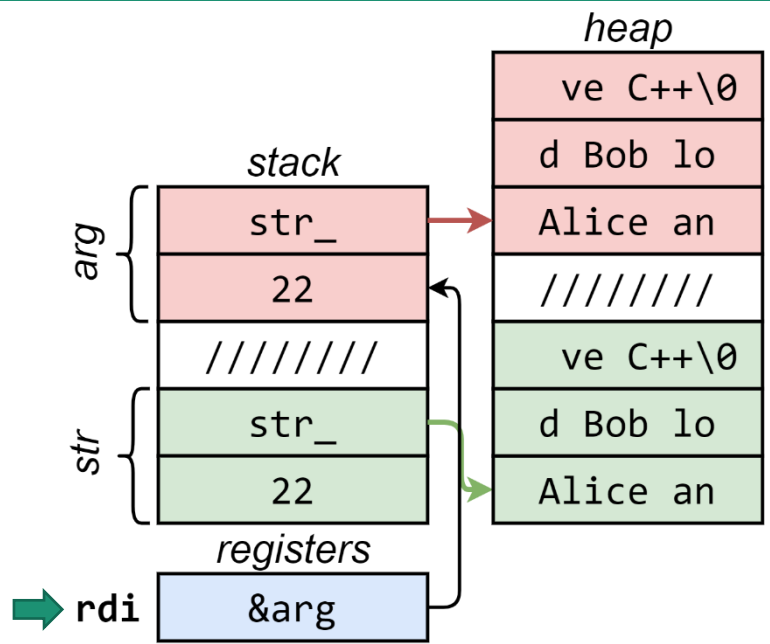 heap
ve C++\0
d Bob lo
Alice an
////////
ve C++\0
d Bob lo
Alice an
stack
arg
str_
22
////////
str
str_
22
registers
rdi
&arg